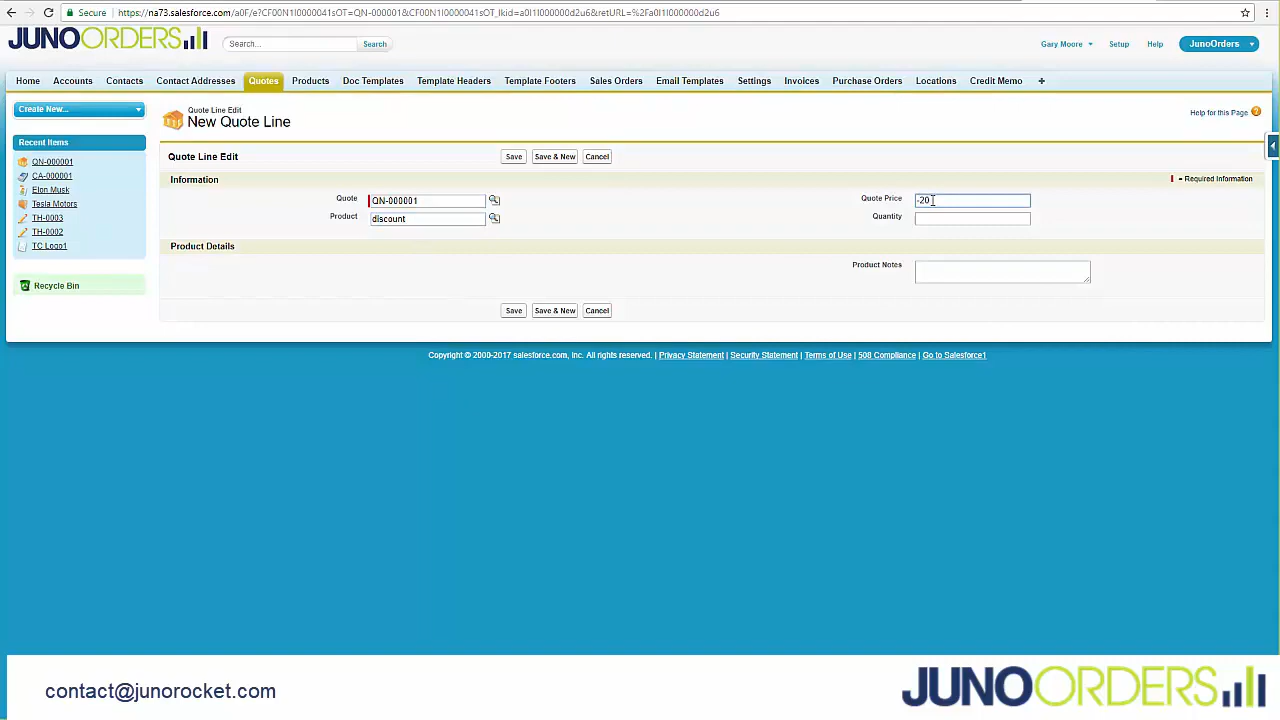 Secure https://na73.salesforce.com/a0F/e?CF00N1I0000041sOT=QN-000001&CF00N1I0000041sOT_lkid=a0I1I000000d2u6&retURL=%2Fa0I1I000000d2u6
JUNOORDERS Search... Search Gary Moore Setup Help JunoOrders
Home Accounts Contacts Contact Addresses Quotes Products Doc Templates Template Headers Template Footers Sales Orders Email Templates Settings Invoices Purchase Orders Locations Credit Memo +
Create New...
Recent Items
QN-000001
CA-000001
Elon Musk
Tesla Motors
TH-0003
TH-0002
TC Logo1
Recycle Bin
Quote Line Edit
New Quote Line
Help for this Page
Quote Line Edit Save Save & New Cancel
Information = Required Information
Quote QN-000001 Quote Price -20
Product discount Quantity
Product Details
Product Notes
Save Save & New Cancel
Copyright © 2000-2017 salesforce.com, inc. All rights reserved. | Privacy Statement | Security Statement | Terms of Use | 508 Compliance | Go to Salesforce1
contact@junorocket.com JUNOORDERS